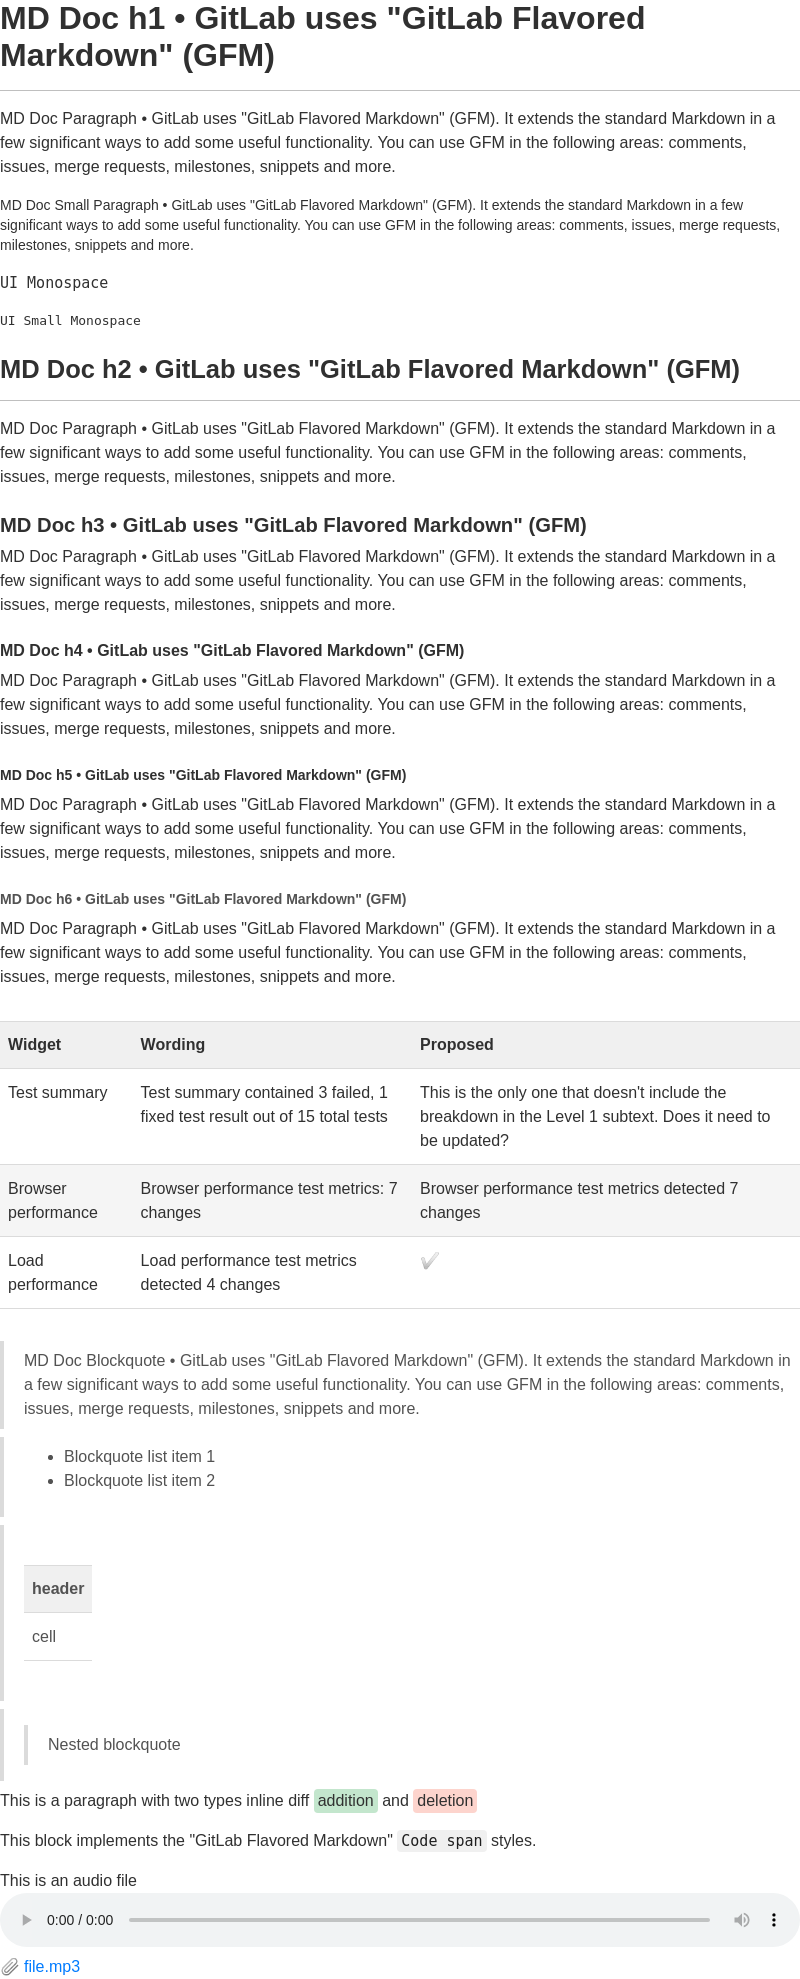 MD Doc h1 • GitLab uses "GitLab Flavored
Markdown" (GFM)
MD Doc Paragraph • GitLab uses "GitLab Flavored Markdown" (GFM). It extends the standard Markdown in a
few significant ways to add some useful functionality. You can use GFM in the following areas: comments,
issues, merge requests, milestones, snippets and more.
MD Doc Small Paragraph • GitLab uses "GitLab Flavored Markdown" (GFM). It extends the standard Markdown in a few
significant ways to add some useful functionality. You can use GFM in the following areas: comments, issues, merge requests,
milestones, snippets and more.
UI Monospace
UI Small Monospace
MD Doc h2 • GitLab uses "GitLab Flavored Markdown" (GFM)
MD Doc Paragraph • GitLab uses "GitLab Flavored Markdown" (GFM). It extends the standard Markdown in a
few significant ways to add some useful functionality. You can use GFM in the following areas: comments,
issues, merge requests, milestones, snippets and more.
MD Doc h3 • GitLab uses "GitLab Flavored Markdown" (GFM)
MD Doc Paragraph • GitLab uses "GitLab Flavored Markdown" (GFM). It extends the standard Markdown in a
few significant ways to add some useful functionality. You can use GFM in the following areas: comments,
issues, merge requests, milestones, snippets and more.
MD Doc h4 • GitLab uses "GitLab Flavored Markdown" (GFM)
MD Doc Paragraph • GitLab uses "GitLab Flavored Markdown" (GFM). It extends the standard Markdown in a
few significant ways to add some useful functionality. You can use GFM in the following areas: comments,
issues, merge requests, milestones, snippets and more.
MD Doc h5 • GitLab uses "GitLab Flavored Markdown" (GFM)
MD Doc Paragraph • GitLab uses "GitLab Flavored Markdown" (GFM). It extends the standard Markdown in a
few significant ways to add some useful functionality. You can use GFM in the following areas: comments,
issues, merge requests, milestones, snippets and more.
MD Doc h6 • GitLab uses "GitLab Flavored Markdown" (GFM)
MD Doc Paragraph • GitLab uses "GitLab Flavored Markdown" (GFM). It extends the standard Markdown in a
few significant ways to add some useful functionality. You can use GFM in the following areas: comments,
issues, merge requests, milestones, snippets and more.
Widget Wording Proposed
Test summary Test summary contained 3 failed, 1 This is the only one that doesn't include the
fixed test result out of 15 total tests breakdown in the Level 1 subtext. Does it need to
be updated?
Browser Browser performance test metrics: 7 Browser performance test metrics detected 7
performance changes changes
Load Load performance test metrics ✔
performance detected 4 changes
MD Doc Blockquote • GitLab uses "GitLab Flavored Markdown" (GFM). It extends the standard Markdown in
a few significant ways to add some useful functionality. You can use GFM in the following areas: comments,
issues, merge requests, milestones, snippets and more.
• Blockquote list item 1
• Blockquote list item 2
header
cell
Nested blockquote
This is a paragraph with two types inline diff addition and deletion
This block implements the "GitLab Flavored Markdown" Code span styles.
This is an audio file
0:00 / 0:00
file.mp3